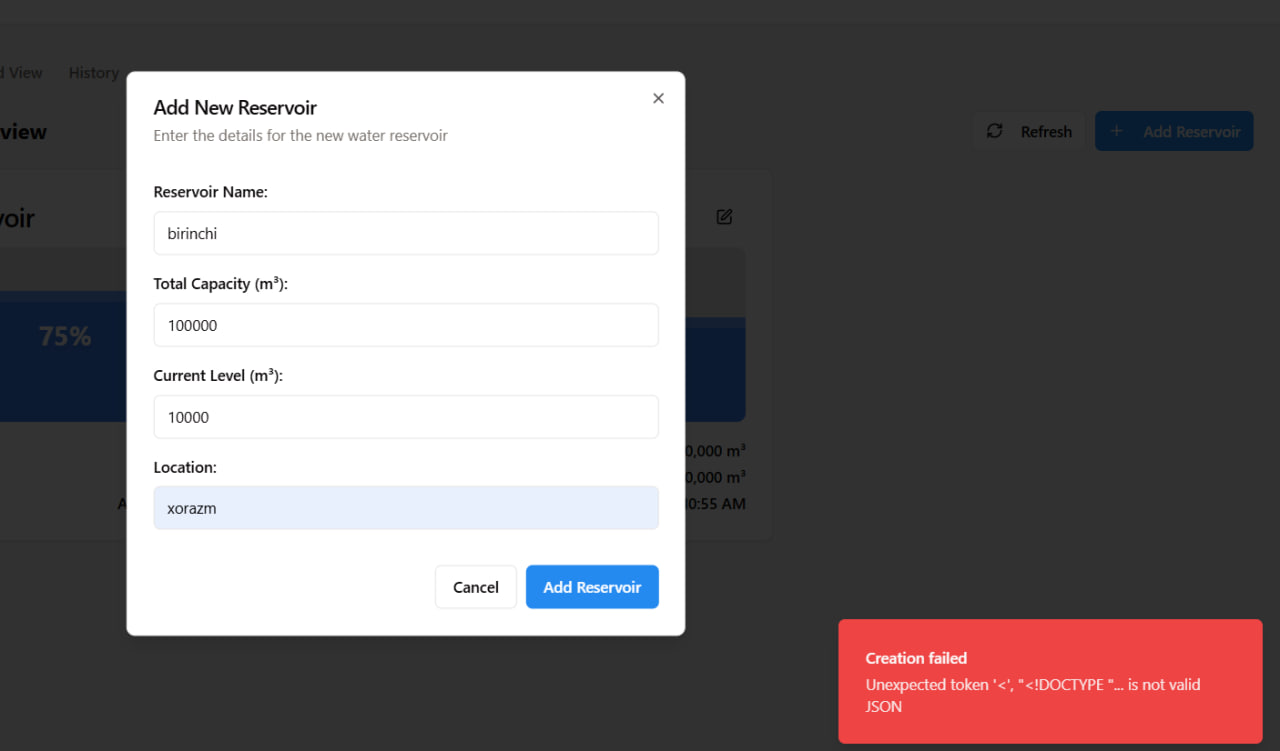 View History
Add New Reservoir
Enter the details for the new water reservoir
Refresh
+ Add Reservoir
Reservoir Name:
birinchi
Total Capacity (m³):
100000
75%
Current Level (m³):
10000
0,000 m³
Location:
0,000 m³
xorazm
0:55 AM
Cancel
Add Reservoir
Creation failed
Unexpected token '<', "<!DOCTYPE "... is not valid
JSON